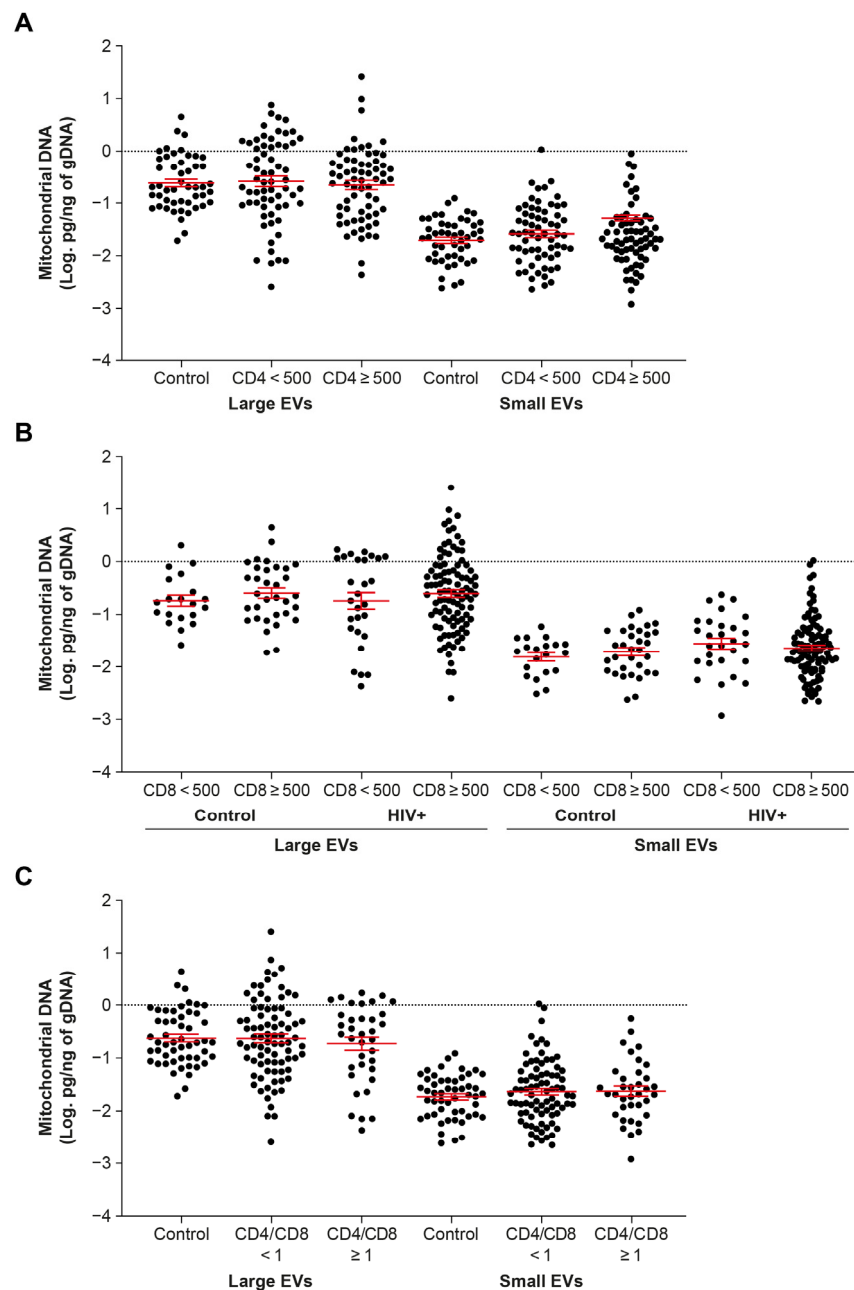 A
Mitochondrial DNA
(Log. pg/ng of gDNA)
2
1
0
−1
−2
−3
−4
Control CD4 < 500 CD4 ≥ 500 Control CD4 < 500 CD4 ≥ 500
Large EVs Small EVs
B
Mitochondrial DNA
(Log. pg/ng of gDNA)
2
1
0
−1
−2
−3
−4
CD8 < 500 CD8 ≥ 500 CD8 < 500 CD8 ≥ 500 CD8 < 500 CD8 ≥ 500 CD8 < 500 CD8 ≥ 500
Control HIV+ Control HIV+
Large EVs Small EVs
C
Mitochondrial DNA
(Log. pg/ng of gDNA)
2
1
0
−1
−2
−3
−4
Control CD4/CD8 CD4/CD8 Control CD4/CD8 CD4/CD8
< 1 ≥ 1 < 1 ≥ 1
Large EVs Small EVs